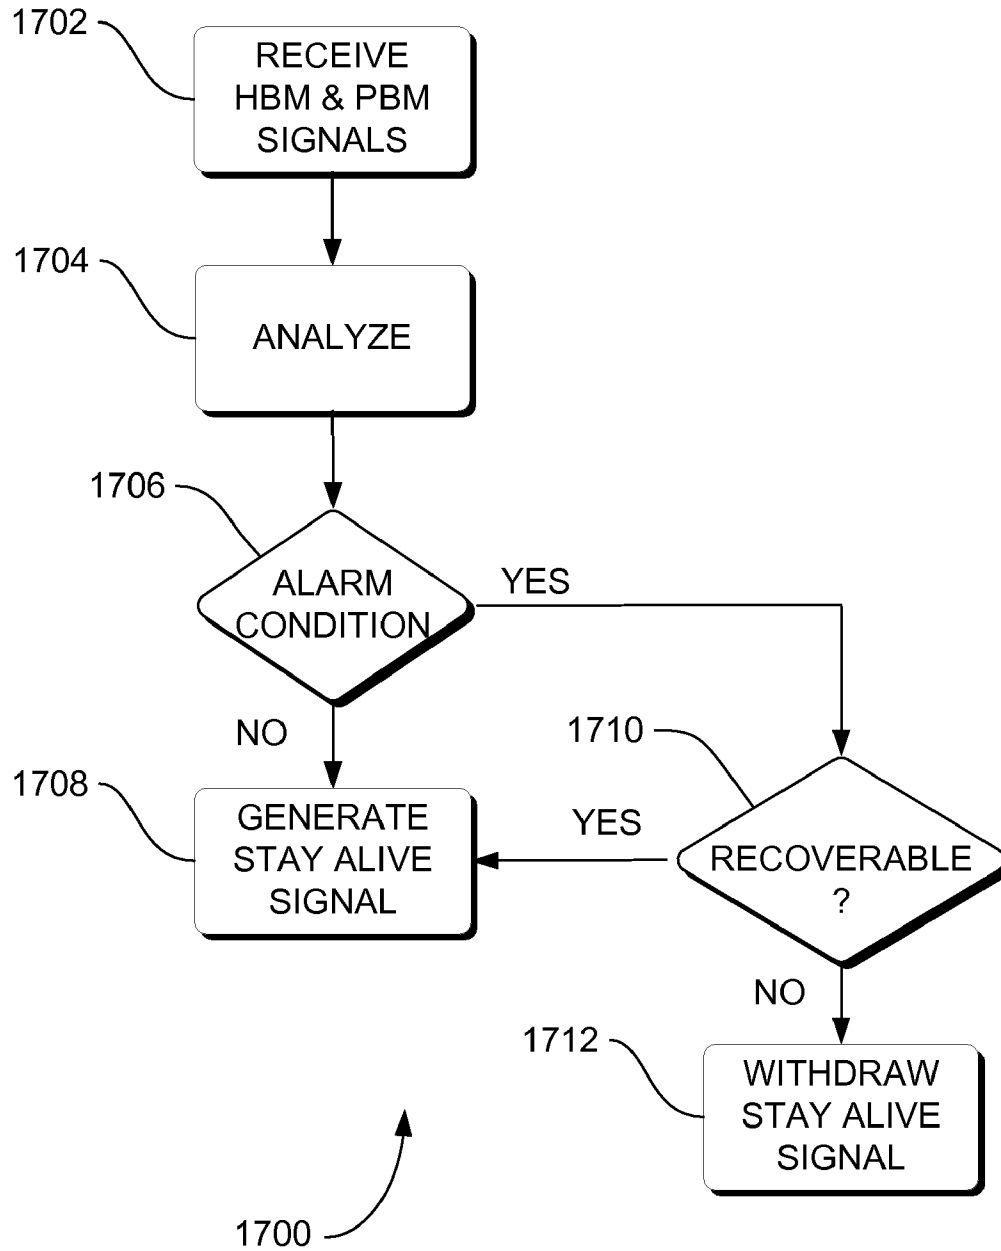 1702
RECEIVE
HBM & PBM
SIGNALS
1704
ANALYZE
1706
ALARM
CONDITION
YES
NO
1710
1708
GENERATE
STAY ALIVE
SIGNAL
YES
RECOVERABLE
?
NO
1712
WITHDRAW
STAY ALIVE
SIGNAL
1700